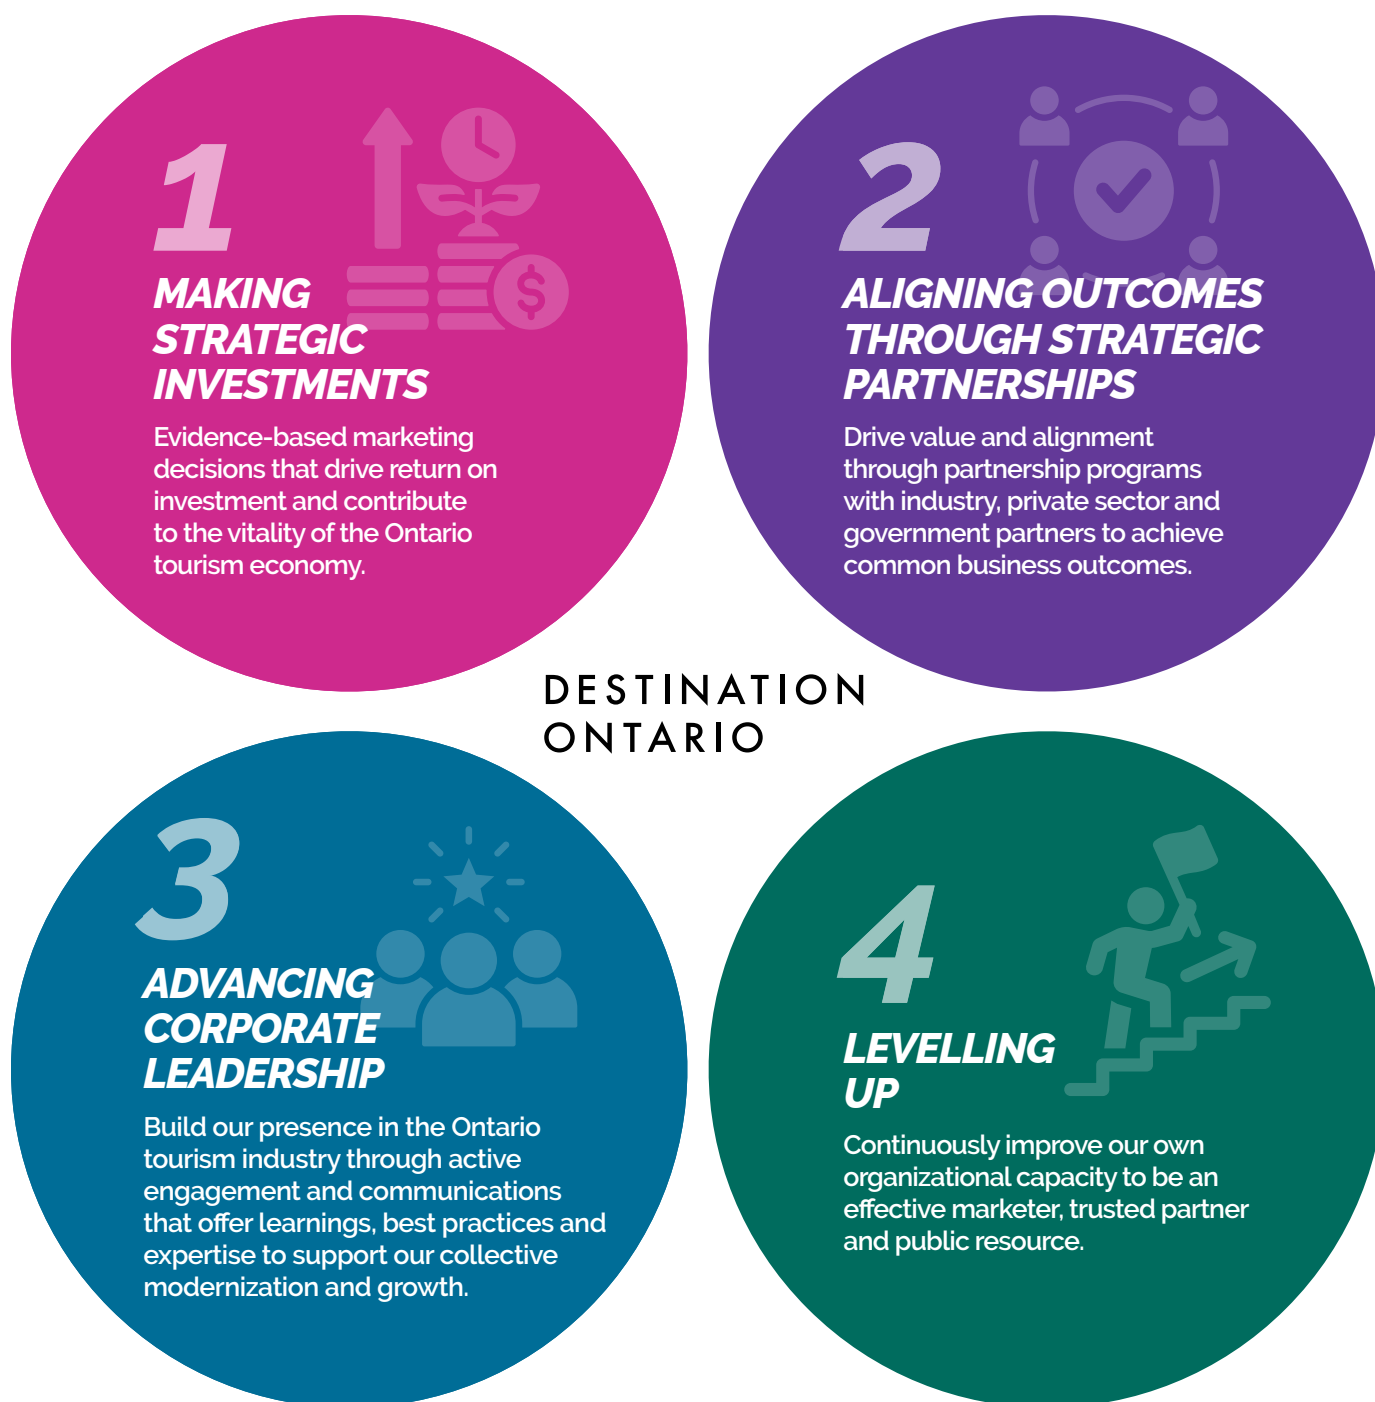 1
MAKING
STRATEGIC
INVESTMENTS
Evidence-based marketing
decisions that drive return on
investment and contribute
to the vitality of the Ontario
tourism economy.
$
2
ALIGNING OUTCOMES
THROUGH STRATEGIC
PARTNERSHIPS
Drive value and alignment
through partnership programs
with industry, private sector and
government partners to achieve
common business outcomes.
DESTINATION
ONTARIO
3
ADVANCING
CORPORATE
LEADERSHIP
Build our presence in the Ontario
tourism industry through active
engagement and communications
that offer learnings, best practices and
expertise to support our collective
modernization and growth.
4
LEVELLING
UP
Continuously improve our own
organizational capacity to be an
effective marketer, trusted partner
and public resource.